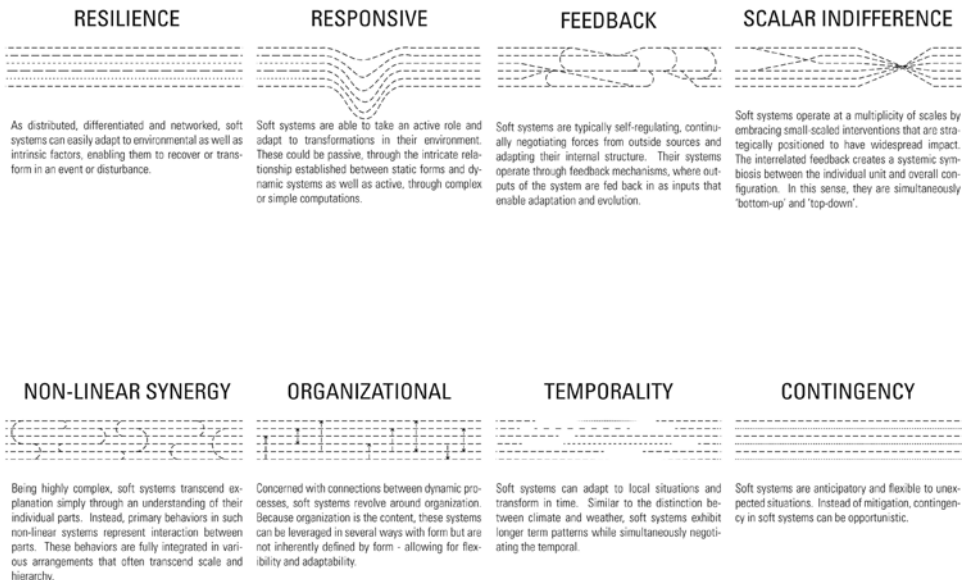 RESILIENCE
As distributed, differentiated and networked, soft
systems can easily adapt to environmental as well as
intrinsic factors, enabling them to recover or trans-
form in an event or disturbance.
RESPONSIVE
Soft systems are able to take an active role and
adapt to transformations in their environment.
These could be passive, through the intricate rela-
tionship established between static forms and dy-
namic systems as well as active, through complex
or simple computations.
FEEDBACK
Soft systems are typically self-regulating, continu-
ally negotiating forces from outside sources and
adapting their internal structure. Their systems
operate through feedback mechanisms, where out-
puts of the system are fed back in as inputs that
enable adaptation and evolution.
SCALAR INDIFFERENCE
Soft systems operate at a multiplicity of scales by
embracing small-scaled interventions that are stra-
tegically positioned to have widespread impact.
The interrelated feedback creates a systemic sym-
biosis between the individual unit and overall con-
figuration. In this sense, they are simultaneously
'bottom-up' and 'top-down'.
NON-LINEAR SYNERGY
Being highly complex, soft systems transcend ex-
planation simply through an understanding of their
individual parts. Instead, primary behaviors in such
non-linear systems represent interaction between
parts. These behaviors are fully integrated in vari-
ous arrangements that often transcend scale and
hierarchy.
ORGANIZATIONAL
Concerned with connections between dynamic pro-
cesses, soft systems revolve around organization.
Because organization is the content, these systems
can be leveraged in several ways with form but are
not inherently defined by form - allowing for flex-
ibility and adaptability.
TEMPORALITY
Soft systems can adapt to local situations and
transform in time. Similar to the distinction be-
tween climate and weather, soft systems exhibit
longer term patterns while simultaneously negoti-
ating the temporal.
CONTINGENCY
Soft systems are anticipatory and flexible to unex-
pected situations. Instead of mitigation, contingen-
cy in soft systems can be opportunistic.